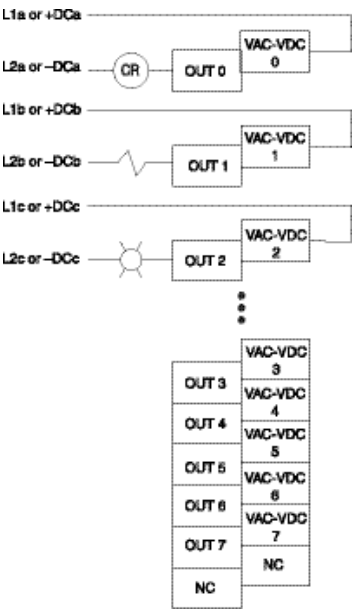 L1a or +DCa
VAC-VDC
0
L2a or –DCa
CR
OUT 0
L1b or +DCb
VAC-VDC
1
L2b or –DCb
OUT 1
L1c or +DCc
VAC-VDC
2
L2c or –DCc
OUT 2
VAC-VDC
3
OUT 3
VAC-VDC
4
OUT 4
VAC-VDC
5
OUT 5
VAC-VDC
6
OUT 6
VAC-VDC
7
OUT 7
NC
NC